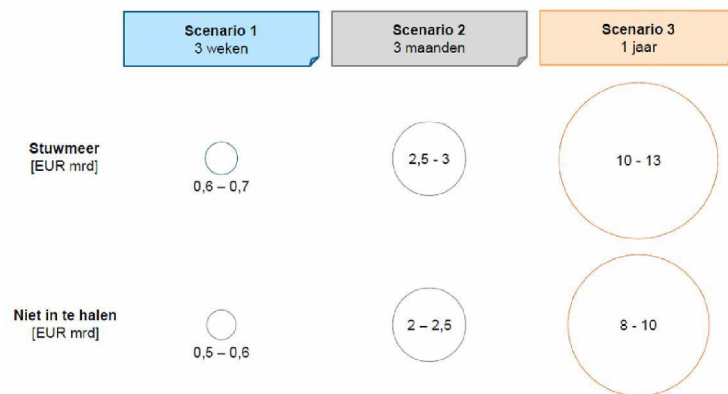 Scenario 1
3 weken
Scenario 2
3 maanden
Scenario 3
1 jaar
Stuwmeer
[EUR mrd]
0,6 – 0,7
2,5 - 3
10 - 13
Niet in te halen
[EUR mrd]
0,5 – 0,6
2 – 2,5
8 - 10